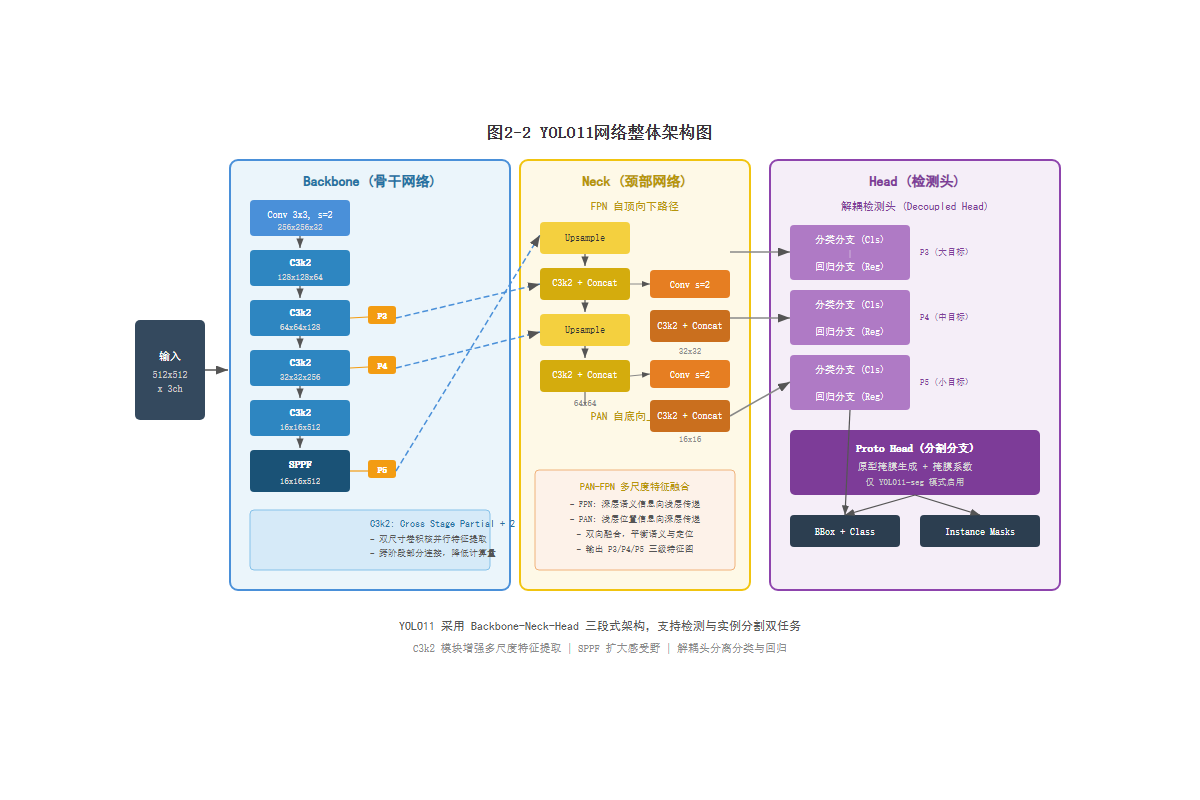 图2-2 YOLO11网络整体架构图
Backbone (骨干网络)
Conv 3x3, s=2
256x256x32
C3k2
128x128x64
C3k2
64x64x128
P3
C3k2
32x32x256
P4
C3k2
16x16x512
SPPF
16x16x512
P5
输入
512x512
x 3ch
C3k2: Cross Stage Partial + 2
- 双尺寸卷积核并行特征提取
- 跨阶段部分连接，降低计算量
Neck (颈部网络)
FPN 自顶向下路径
Upsample
C3k2 + Concat
Conv s=2
Upsample
C3k2 + Concat
32x32
C3k2 + Concat
Conv s=2
64x64
PAN 自底向
C3k2 + Concat
16x16
PAN-FPN 多尺度特征融合
- FPN: 深层语义信息向浅层传递
- PAN: 浅层位置信息向深层传递
- 双向融合，平衡语义与定位
- 输出 P3/P4/P5 三级特征图
Head (检测头)
解耦检测头 (Decoupled Head)
分类分支 (Cls)
|
回归分支 (Reg)
P3 (大目标)
分类分支 (Cls)
回归分支 (Reg)
P4 (中目标)
分类分支 (Cls)
回归分支 (Reg)
P5 (小目标)
Proto Head (分割分支)
原型掩膜生成 + 掩膜系数
仅 YOLO11-seg 模式启用
BBox + Class
Instance Masks
YOLO11 采用 Backbone-Neck-Head 三段式架构，支持检测与实例分割双任务
C3k2 模块增强多尺度特征提取 | SPPF 扩大感受野 | 解耦头分离分类与回归